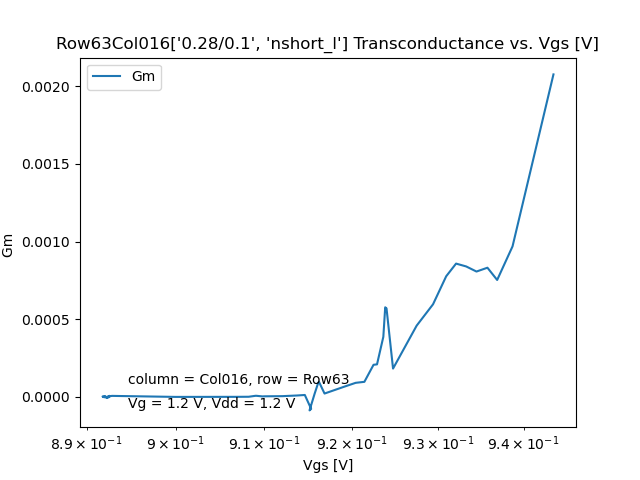 Row63Col016['0.28/0.1', 'nshort_l'] Transconductance vs. Vgs [V]
Gm
0.0020
0.0015
0.0010
0.0005
0.0000
Gm
column = Col016, row = Row63
Vg = 1.2 V, Vdd = 1.2 V
8.9 × 10⁻¹ 9 × 10⁻¹ 9.1 × 10⁻¹ 9.2 × 10⁻¹ 9.3 × 10⁻¹ 9.4 × 10⁻¹
Vgs [V]